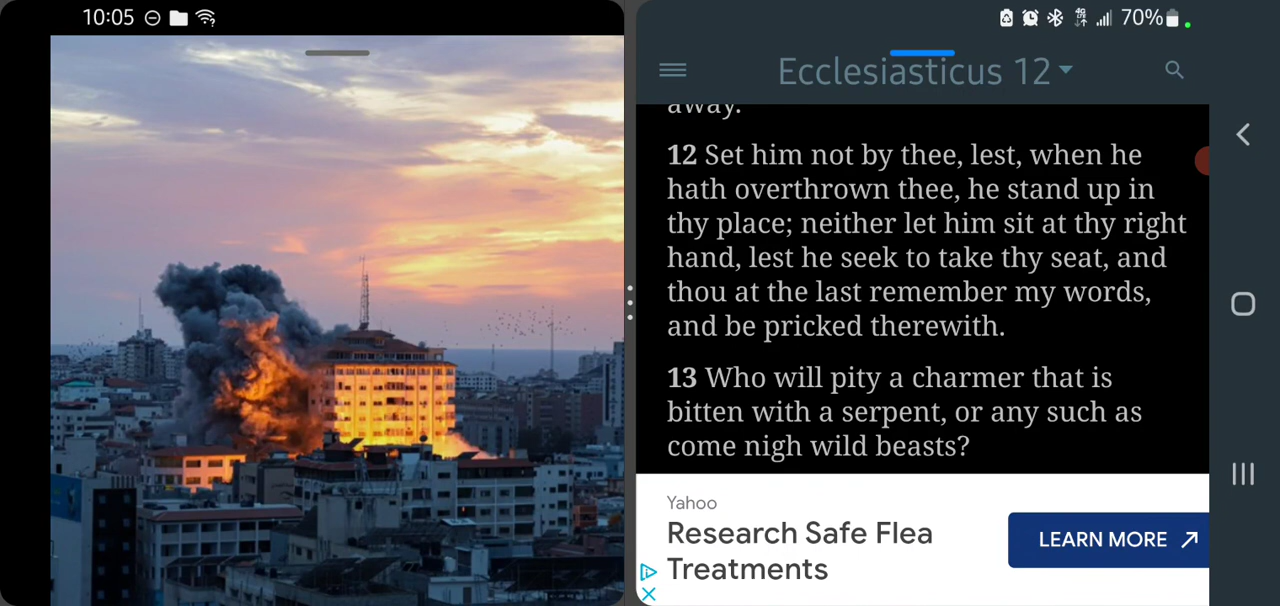 10:05
70%
Ecclesiasticus 12
away.
12 Set him not by thee, lest, when he
hath overthrown thee, he stand up in
thy place; neither let him sit at thy right
hand, lest he seek to take thy seat, and
thou at the last remember my words,
and be pricked therewith.
13 Who will pity a charmer that is
bitten with a serpent, or any such as
come nigh wild beasts?
Yahoo
Research Safe Flea
Treatments
LEARN MORE